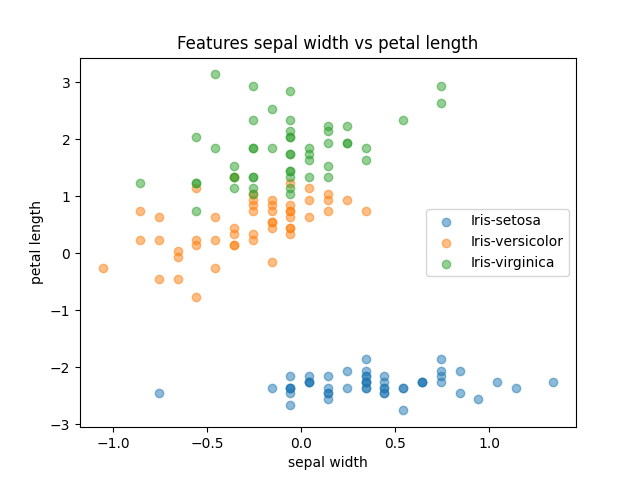 Features sepal width vs petal length
petal length
3
2
1
0
−1
−2
−3
Iris-setosa
Iris-versicolor
Iris-virginica
−1.0 −0.5 0.0 0.5 1.0
sepal width